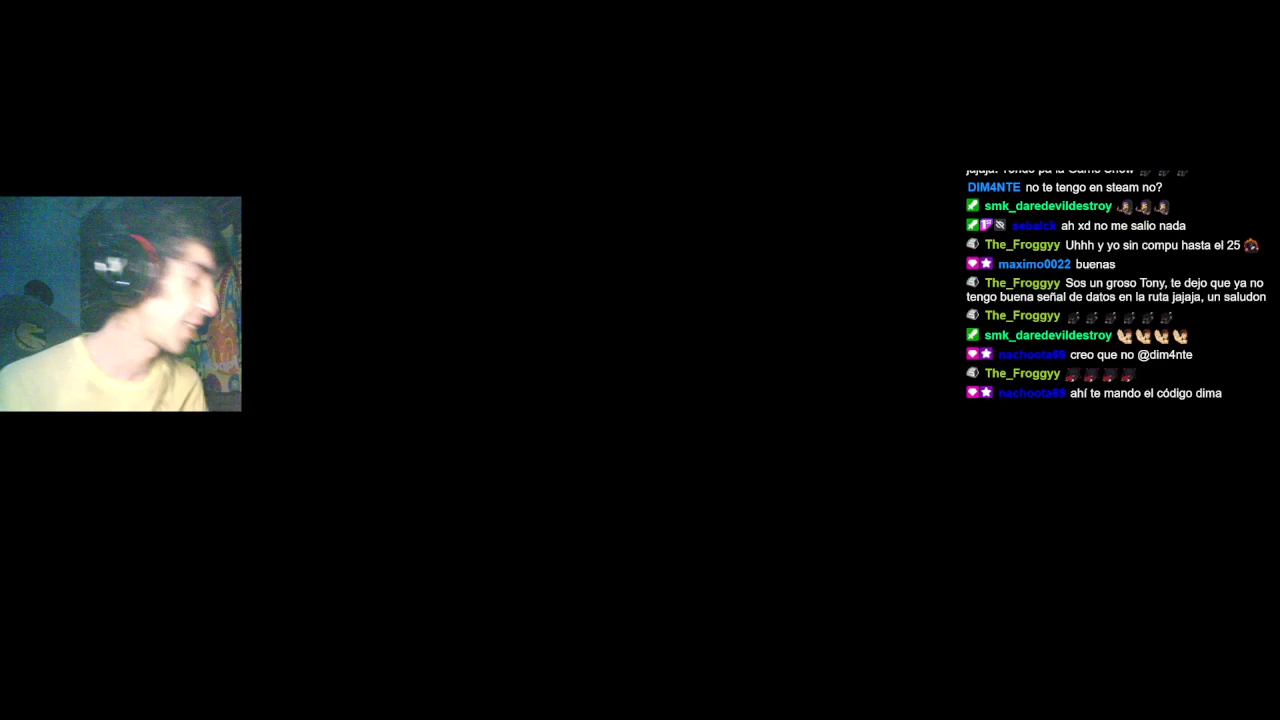 DIM4NTE no te tengo en steam no?
smk_daredevildestroy
sebalck ah xd no me salio nada
The_Froggyy Uhhh y yo sin compu hasta el 25
maximo0022 buenas
The_Froggyy Sos un groso Tony, te dejo que ya no
tengo buena señal de datos en la ruta jajaja, un saludon
The_Froggyy
smk_daredevildestroy
nachoota69 creo que no @dim4nte
The_Froggyy
nachoota69 ahí te mando el código dima